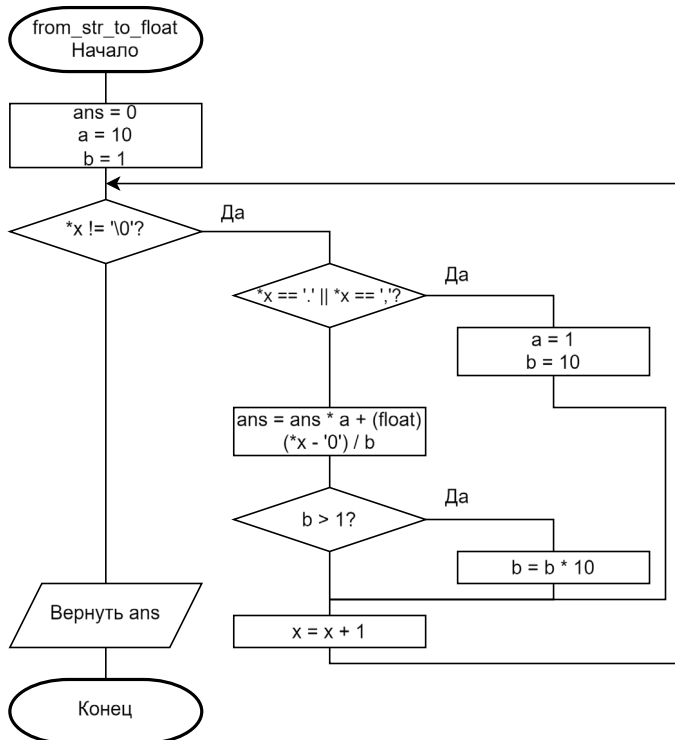 from_str_to_float
Начало
ans = 0
a = 10
b = 1
*x != '\0'?
Да
*x == '.' || *x == ','?
Да
a = 1
b = 10
ans = ans * a + (float)
(*x - '0') / b
b > 1?
Да
b = b * 10
Вернуть ans
x = x + 1
Конец